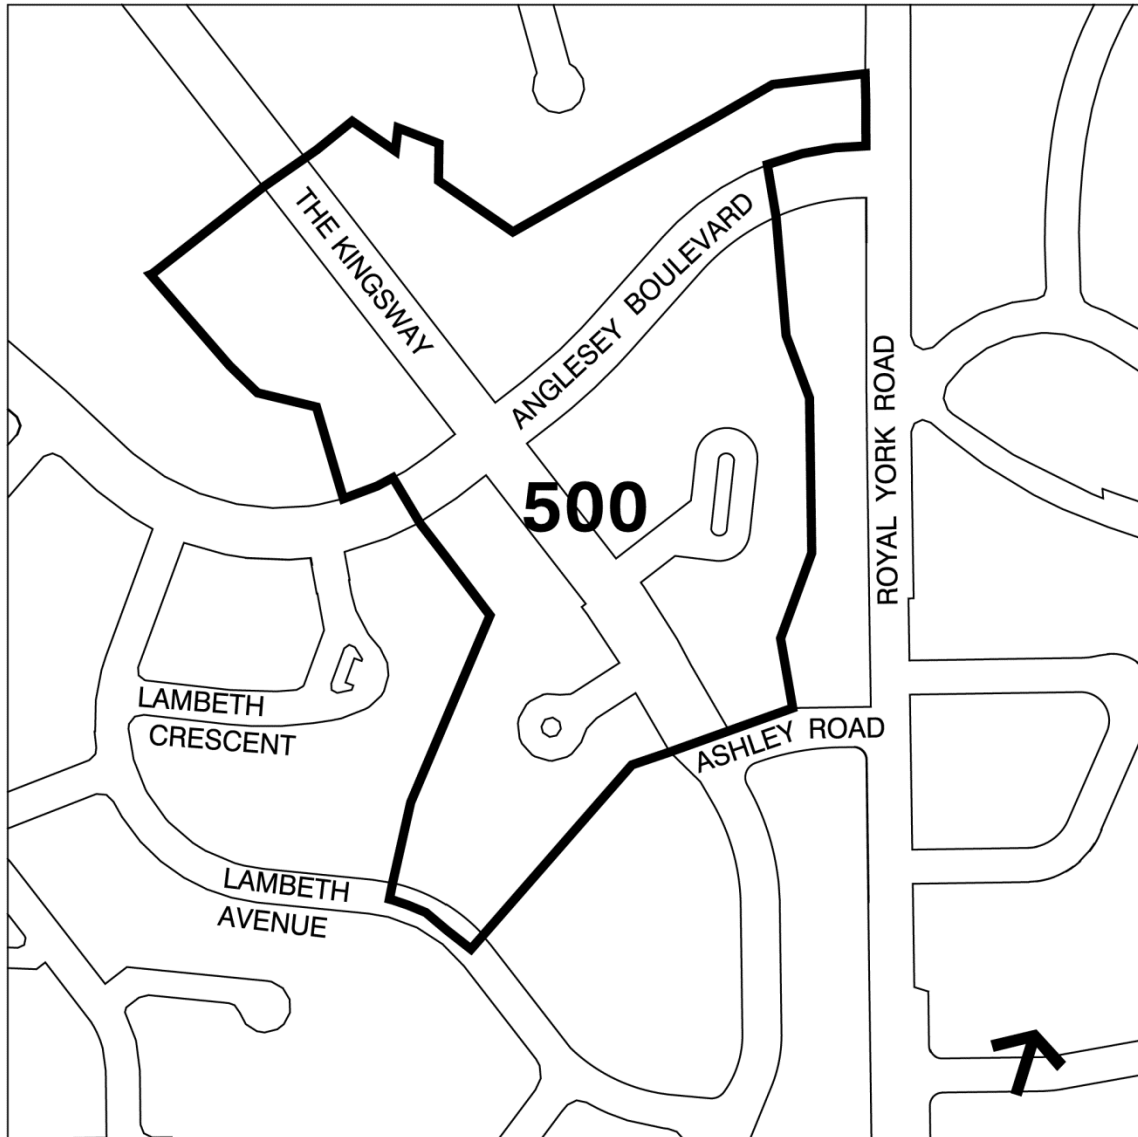 THE KINGSWAY
ANGLESEY BOULEVARD
ROYAL YORK ROAD
500
LAMBETH
CRESCENT
ASHLEY ROAD
LAMBETH
AVENUE